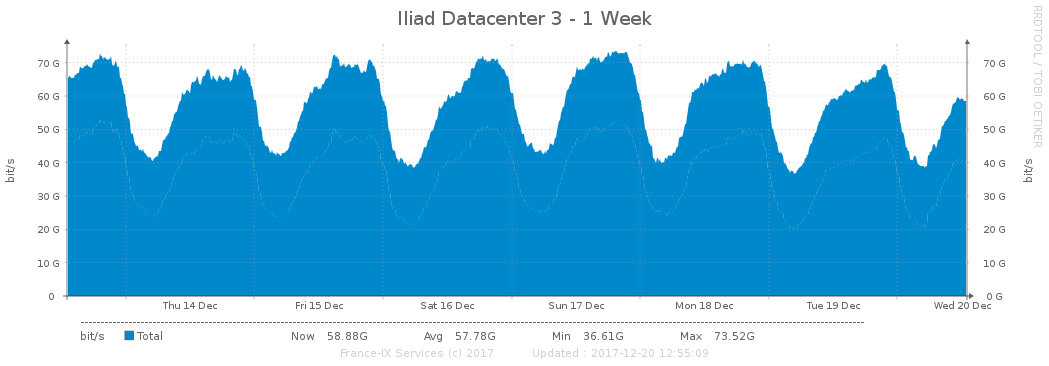 Iliad Datacenter 3 - 1 Week
RRDTOOL / TOBI OETIKER
bit/s
70 G 70 G
60 G 60 G
50 G 50 G
40 G 40 G
30 G 30 G
20 G 20 G
10 G 10 G
0 0 G
bit/s
Thu 14 Dec Fri 15 Dec Sat 16 Dec Sun 17 Dec Mon 18 Dec Tue 19 Dec Wed 20 Dec
bit/s Total Now 58.88G Avg 57.78G Min 36.61G Max 73.52G
France-IX Services (c) 2017 Updated : 2017-12-20 12:55:09